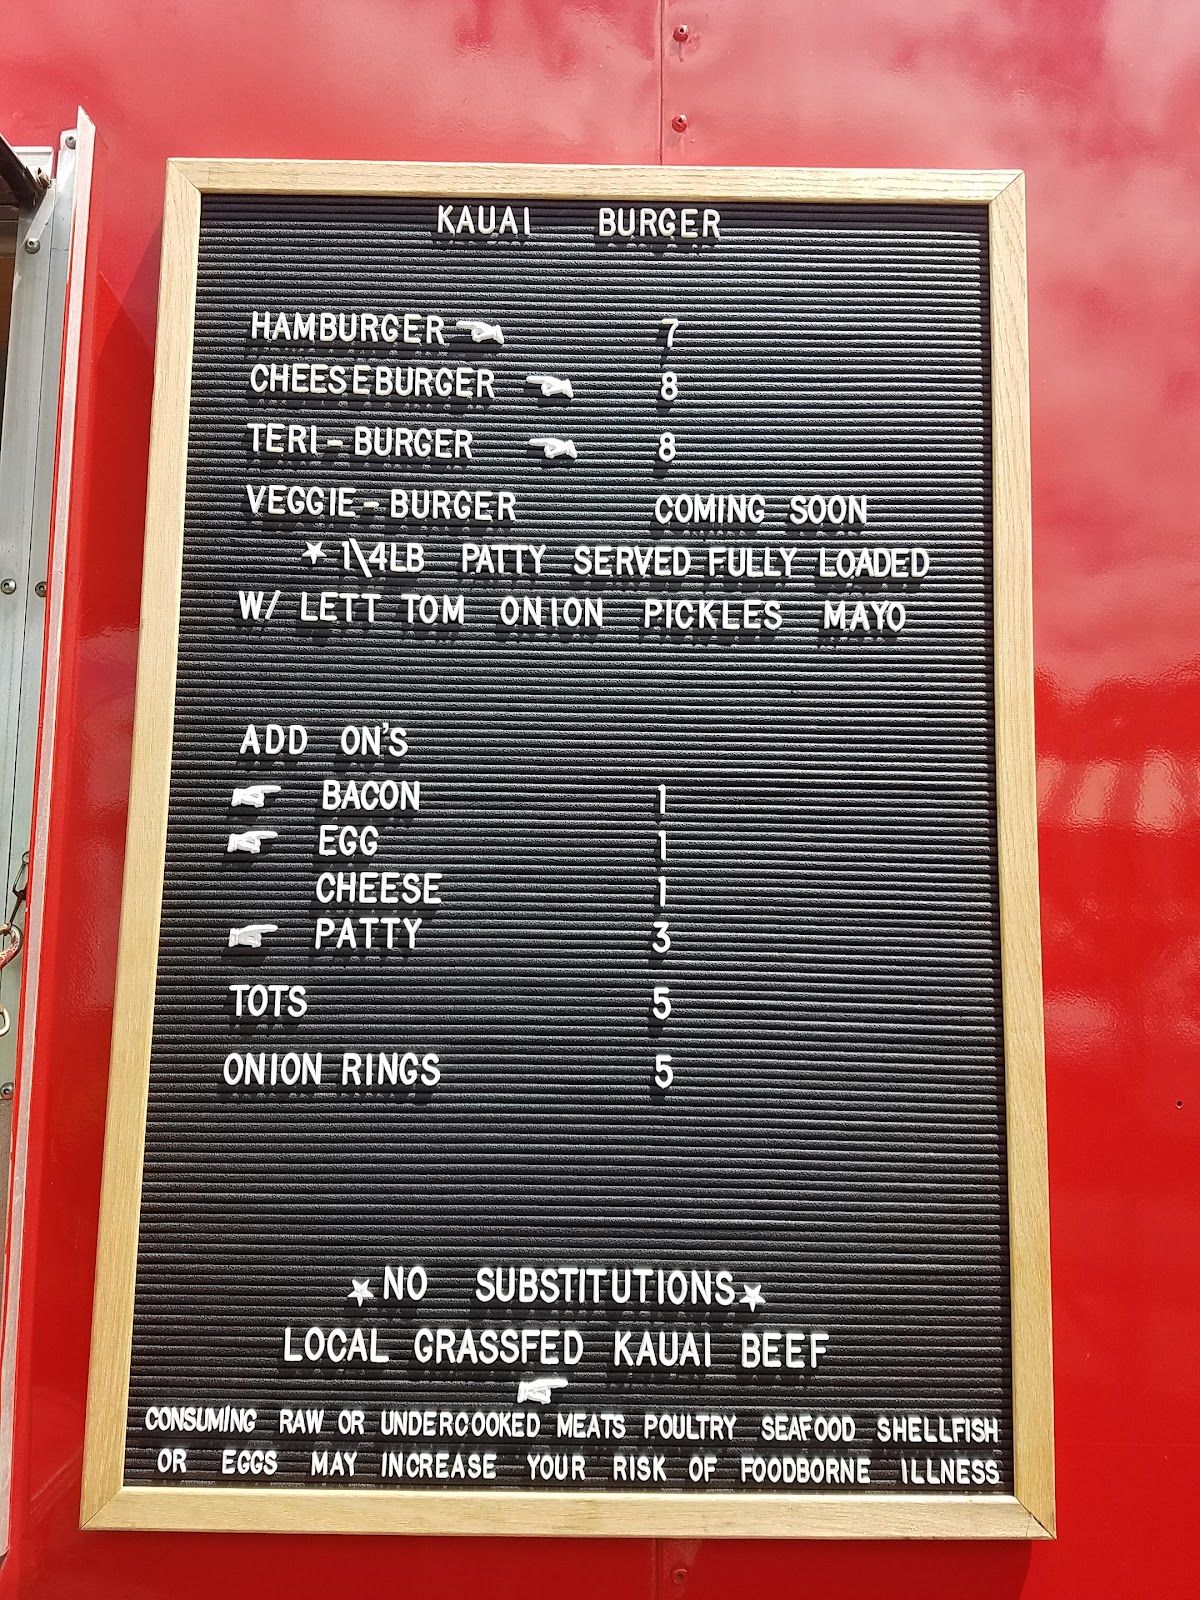 KAUAI BURGER
HAMBURGER 7
CHEESEBURGER 8
TERI-BURGER 8
VEGGIE-BURGER COMING SOON
★ 1\4LB PATTY SERVED FULLY LOADED
W/ LETT TOM ONION PICKLES MAYO
ADD ON'S
BACON 1
EGG 1
CHEESE 1
PATTY 3
TOTS 5
ONION RINGS 5
★NO SUBSTITUTIONS★
LOCAL GRASSFED KAUAI BEEF
CONSUMING RAW OR UNDERCOOKED MEATS POULTRY SEAFOOD SHELLFISH
OR EGGS MAY INCREASE YOUR RISK OF FOODBORNE ILLNESS